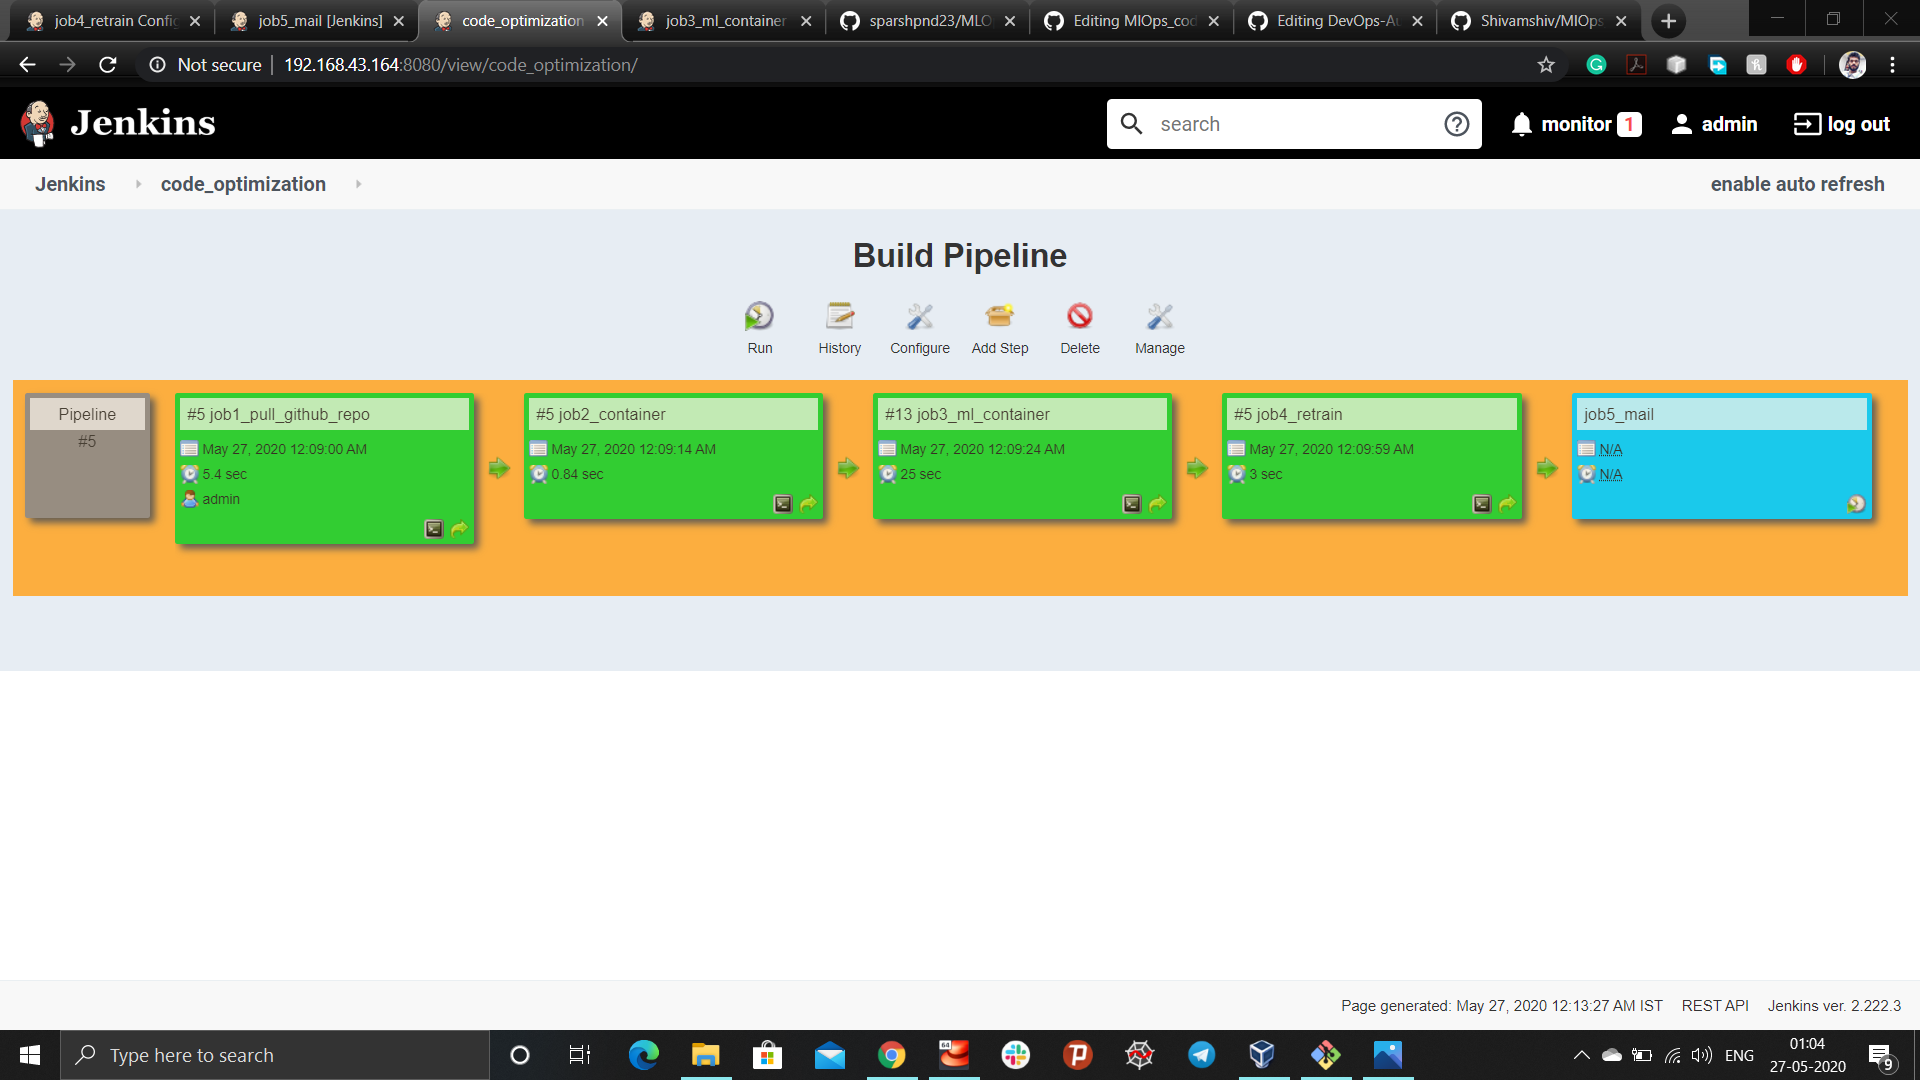 job4_retrain Config
job5_mail [Jenkins]
code_optimization
job3_ml_container
sparshpnd23/MLO
Editing MlOps_cod
Editing DevOps-Au
Shivamshiv/MlOps
Not secure
192.168.43.164:8080/view/code_optimization/
Jenkins
search
monitor 1
admin
log out
Jenkins
code_optimization
enable auto refresh
Build Pipeline
Run
History
Configure
Add Step
Delete
Manage
Pipeline
#5
#5 job1_pull_github_repo
May 27, 2020 12:09:00 AM
5.4 sec
admin
#5 job2_container
May 27, 2020 12:09:14 AM
0.84 sec
#13 job3_ml_container
May 27, 2020 12:09:24 AM
25 sec
#5 job4_retrain
May 27, 2020 12:09:59 AM
3 sec
job5_mail
N/A
N/A
Page generated: May 27, 2020 12:13:27 AM IST
REST API
Jenkins ver. 2.222.3
Type here to search
64
ENG
01:04
27-05-2020
9